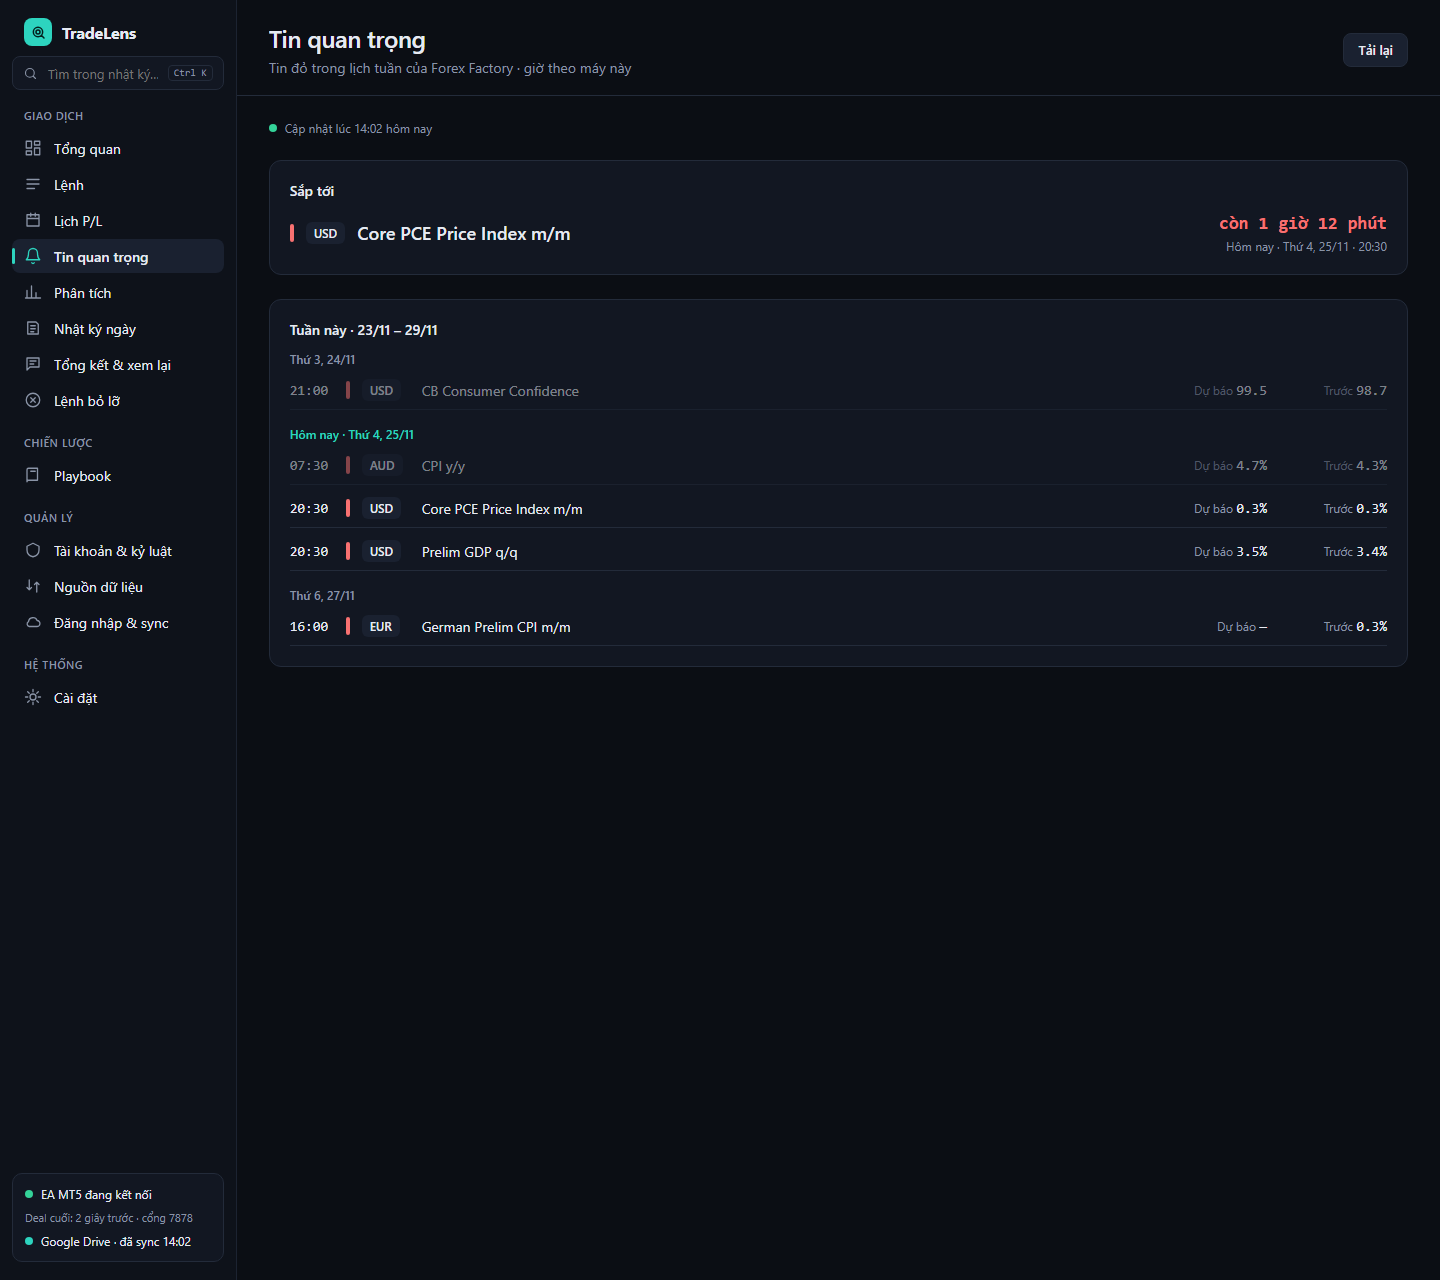 TradeLens
Tìm trong nhật ký... Ctrl K
GIAO DỊCH
Tổng quan
Lệnh
Lịch P/L
Tin quan trọng
Phân tích
Nhật ký ngày
Tổng kết & xem lại
Lệnh bỏ lỡ
CHIẾN LƯỢC
Playbook
QUẢN LÝ
Tài khoản & kỷ luật
Nguồn dữ liệu
Đăng nhập & sync
HỆ THỐNG
Cài đặt
EA MT5 đang kết nối
Deal cuối: 2 giây trước · cổng 7878
Google Drive · đã sync 14:02
Tin quan trọng
Tin đỏ trong lịch tuần của Forex Factory · giờ theo máy này
Tải lại
Cập nhật lúc 14:02 hôm nay
Sắp tới
USD Core PCE Price Index m/m
còn 1 giờ 12 phút
Hôm nay · Thứ 4, 25/11 · 20:30
Tuần này · 23/11 – 29/11
Thứ 3, 24/11
21:00 USD CB Consumer Confidence Dự báo 99.5 Trước 98.7
Hôm nay · Thứ 4, 25/11
07:30 AUD CPI y/y Dự báo 4.7% Trước 4.3%
20:30 USD Core PCE Price Index m/m Dự báo 0.3% Trước 0.3%
20:30 USD Prelim GDP q/q Dự báo 3.5% Trước 3.4%
Thứ 6, 27/11
16:00 EUR German Prelim CPI m/m Dự báo – Trước 0.3%